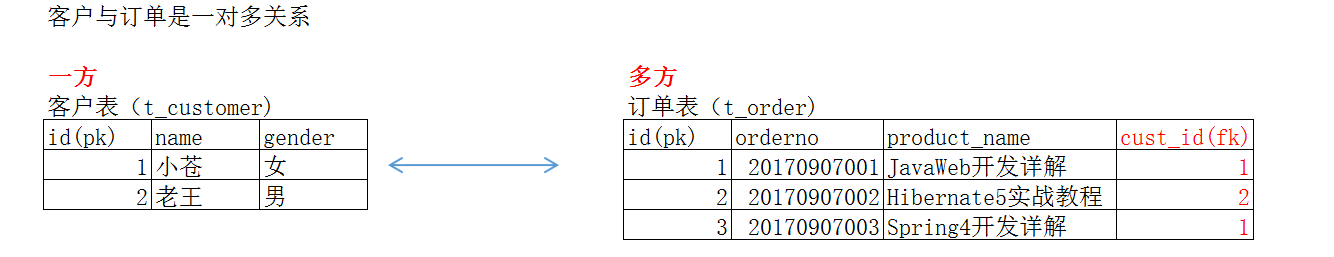 客户与订单是一对多关系
一方
客户表（t_customer)
id(pk) name gender
1 小苍 女
2 老王 男
多方
订单表（t_order)
id(pk) orderno product_name cust_id(fk)
1 20170907001 JavaWeb开发详解 1
2 20170907002 Hibernate5实战教程 2
3 20170907003 Spring4开发详解 1